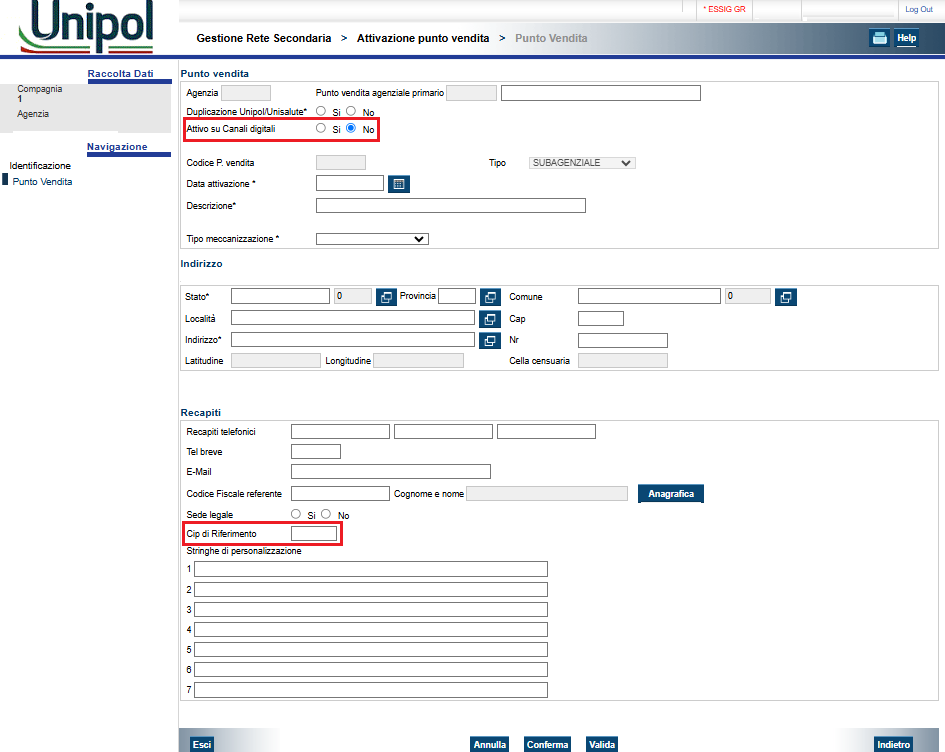 Unipol
* ESSIG GR
Log Out
Gestione Rete Secondaria > Attivazione punto vendita > Punto Vendita
Help
Raccolta Dati
Compagnia
1
Agenzia
Navigazione
Identificazione
Punto Vendita
Punto vendita
Agenzia Punto vendita agenziale primario
Duplicazione Unipol/Unisalute* Si No
Attivo su Canali digitali Si No
Codice P. vendita Tipo SUBAGENZIALE
Data attivazione *
Descrizione*
Tipo meccanizzazione *
Indirizzo
Stato* 0 Provincia Comune 0
Località Cap
Indirizzo* Nr
Latitudine Longitudine Cella censuaria
Recapiti
Recapiti telefonici
Tel breve
E-Mail
Codice Fiscale referente Cognome e nome Anagrafica
Sede legale Si No
Cip di Riferimento
Stringhe di personalizzazione
1
2
3
4
5
6
7
Esci Annulla Conferma Valida Indietro